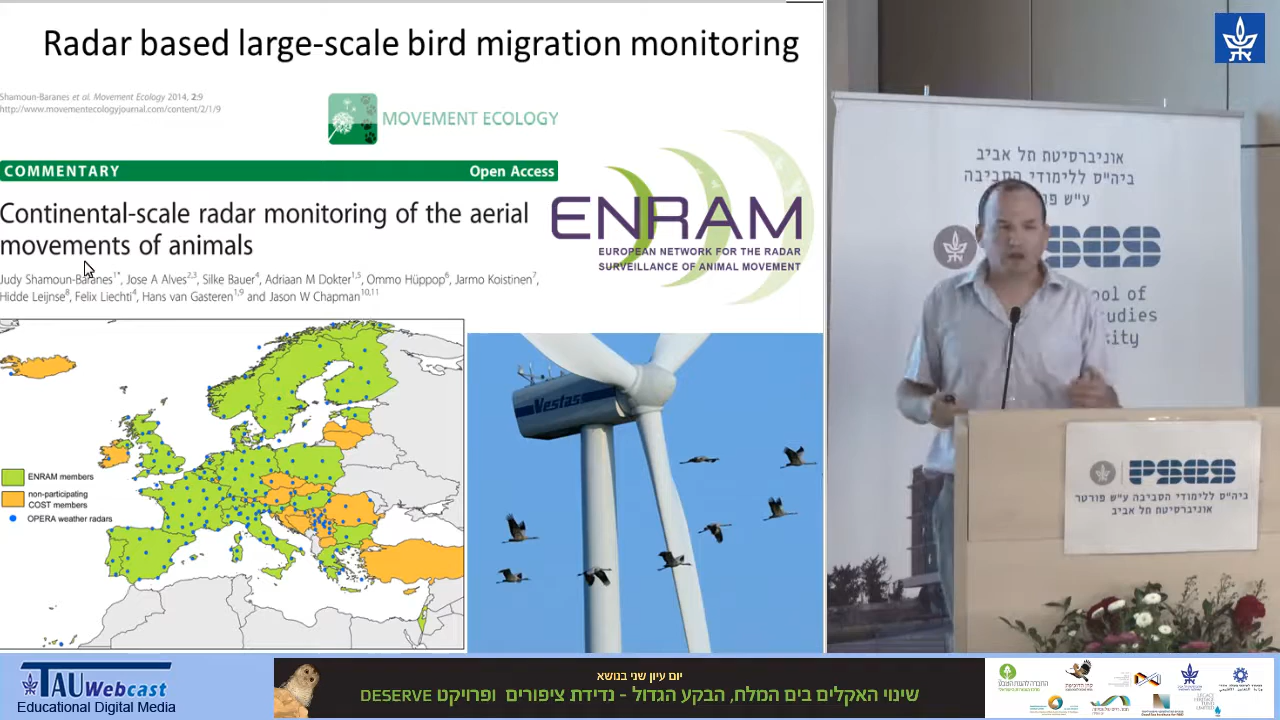 Radar based large-scale bird migration monitoring
Shamoun-Baranes et al. Movement Ecology 2014, 2:9
http://www.movementecologyjournal.com/content/2/1/9
MOVEMENT ECOLOGY
COMMENTARY
Open Access
Continental-scale radar monitoring of the aerial
movements of animals
Judy Shamoun-Baranes1*, Jose A Alves2,3, Silke Bauer4, Adriaan M Dokter1,5, Ommo Hüppop6, Jarmo Koistinen7,
Hidde Leijnse8, Felix Liechti4, Hans van Gasteren1,9 and Jason W Chapman10,11
ENRAM
EUROPEAN NETWORK FOR THE RADAR
SURVEILLANCE OF ANIMAL MOVEMENT
ENRAM members
non-participating
COST members
OPERA weather radars
Vestas
אוניברסיטת תל אביב
ביה"ס ללימודי הסביבה
ע"ש פורטר
PSES
ביה"ס ללימודי הסביבה ע"ש פורטר
אוניברסיטת תל אביב
TAU Webcast
Educational Digital Media
יום עיון שני בנושא
שינוי האקלים בים המלח, הבקע הגדול - נדידת ציפורים ופרויקט DESERVE